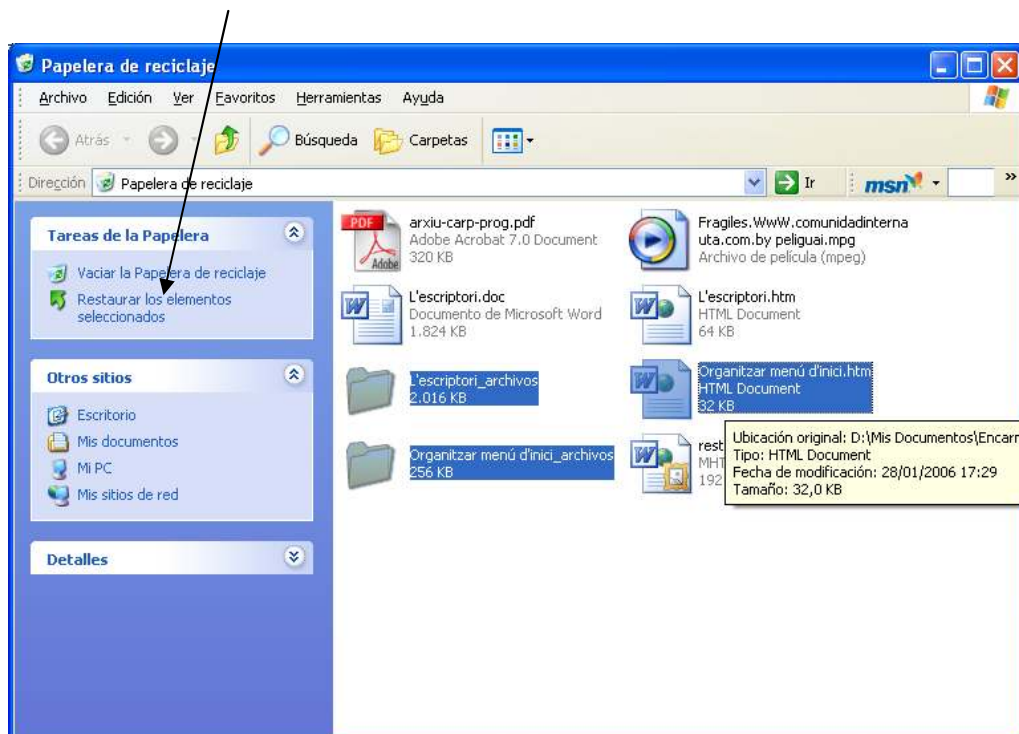 Papelera de reciclaje
Archivo Edición Ver Favoritos Herramientas Ayuda
Atrás Búsqueda Carpetas
Dirección Papelera de reciclaje Ir msn »
Tareas de la Papelera
Vaciar la Papelera de reciclaje
Restaurar los elementos
seleccionados
Otros sitios
Escritorio
Mis documentos
Mi PC
Mis sitios de red
Detalles
PDF
Adobe
arxiu-carp-prog.pdf
Adobe Acrobat 7.0 Document
320 KB
Fragiles.WwW.comunidadinterna
uta.com.by peliguai.mpg
Archivo de película (mpeg)
L'escriptori.doc
Documento de Microsoft Word
1.824 KB
L'escriptori.htm
HTML Document
64 KB
L'escriptori_archivos
2.016 KB
Organitzar menú d'inici.htm
HTML Document
32 KB
Organitzar menú d'inici_archivos
256 KB
rest
MHT
192
Ubicación original: D:\Mis Documentos\Encarn
Tipo: HTML Document
Fecha de modificación: 28/01/2006 17:29
Tamaño: 32,0 KB